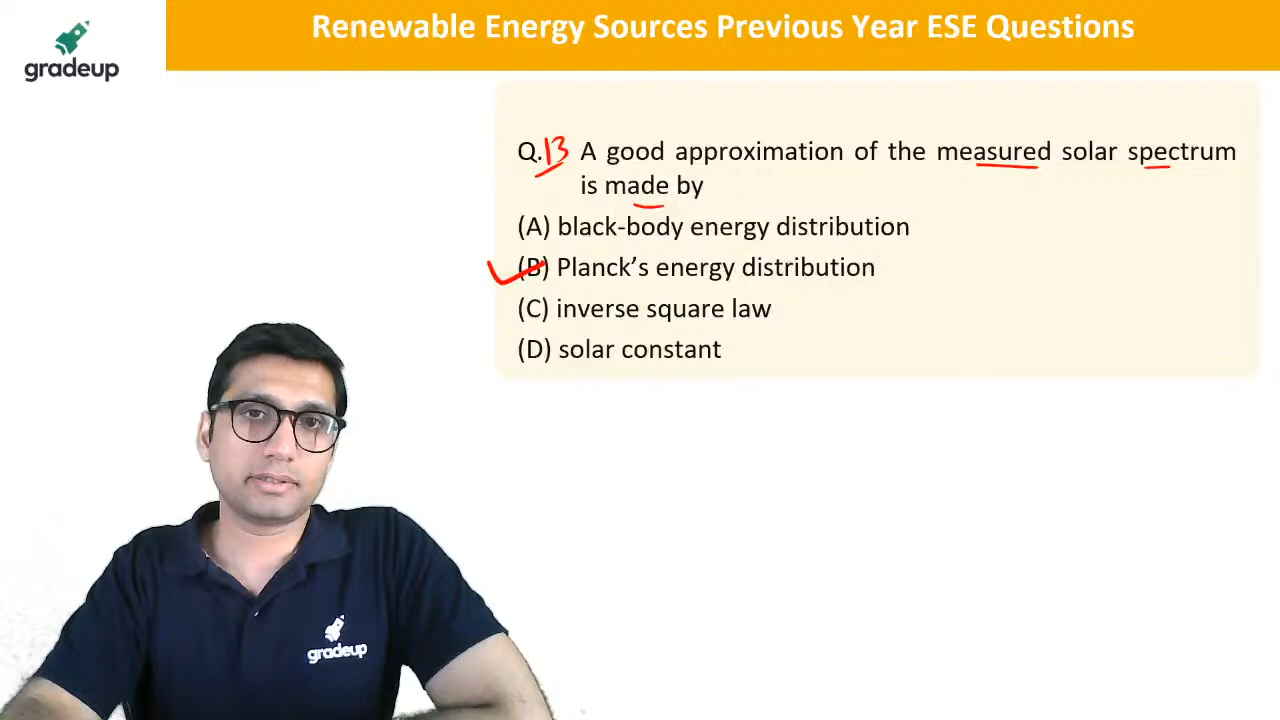 Renewable Energy Sources Previous Year ESE Questions
gradeup
Q.13 A good approximation of the measured solar spectrum
is made by
(A) black-body energy distribution
(B) Planck’s energy distribution
(C) inverse square law
(D) solar constant
gradeup